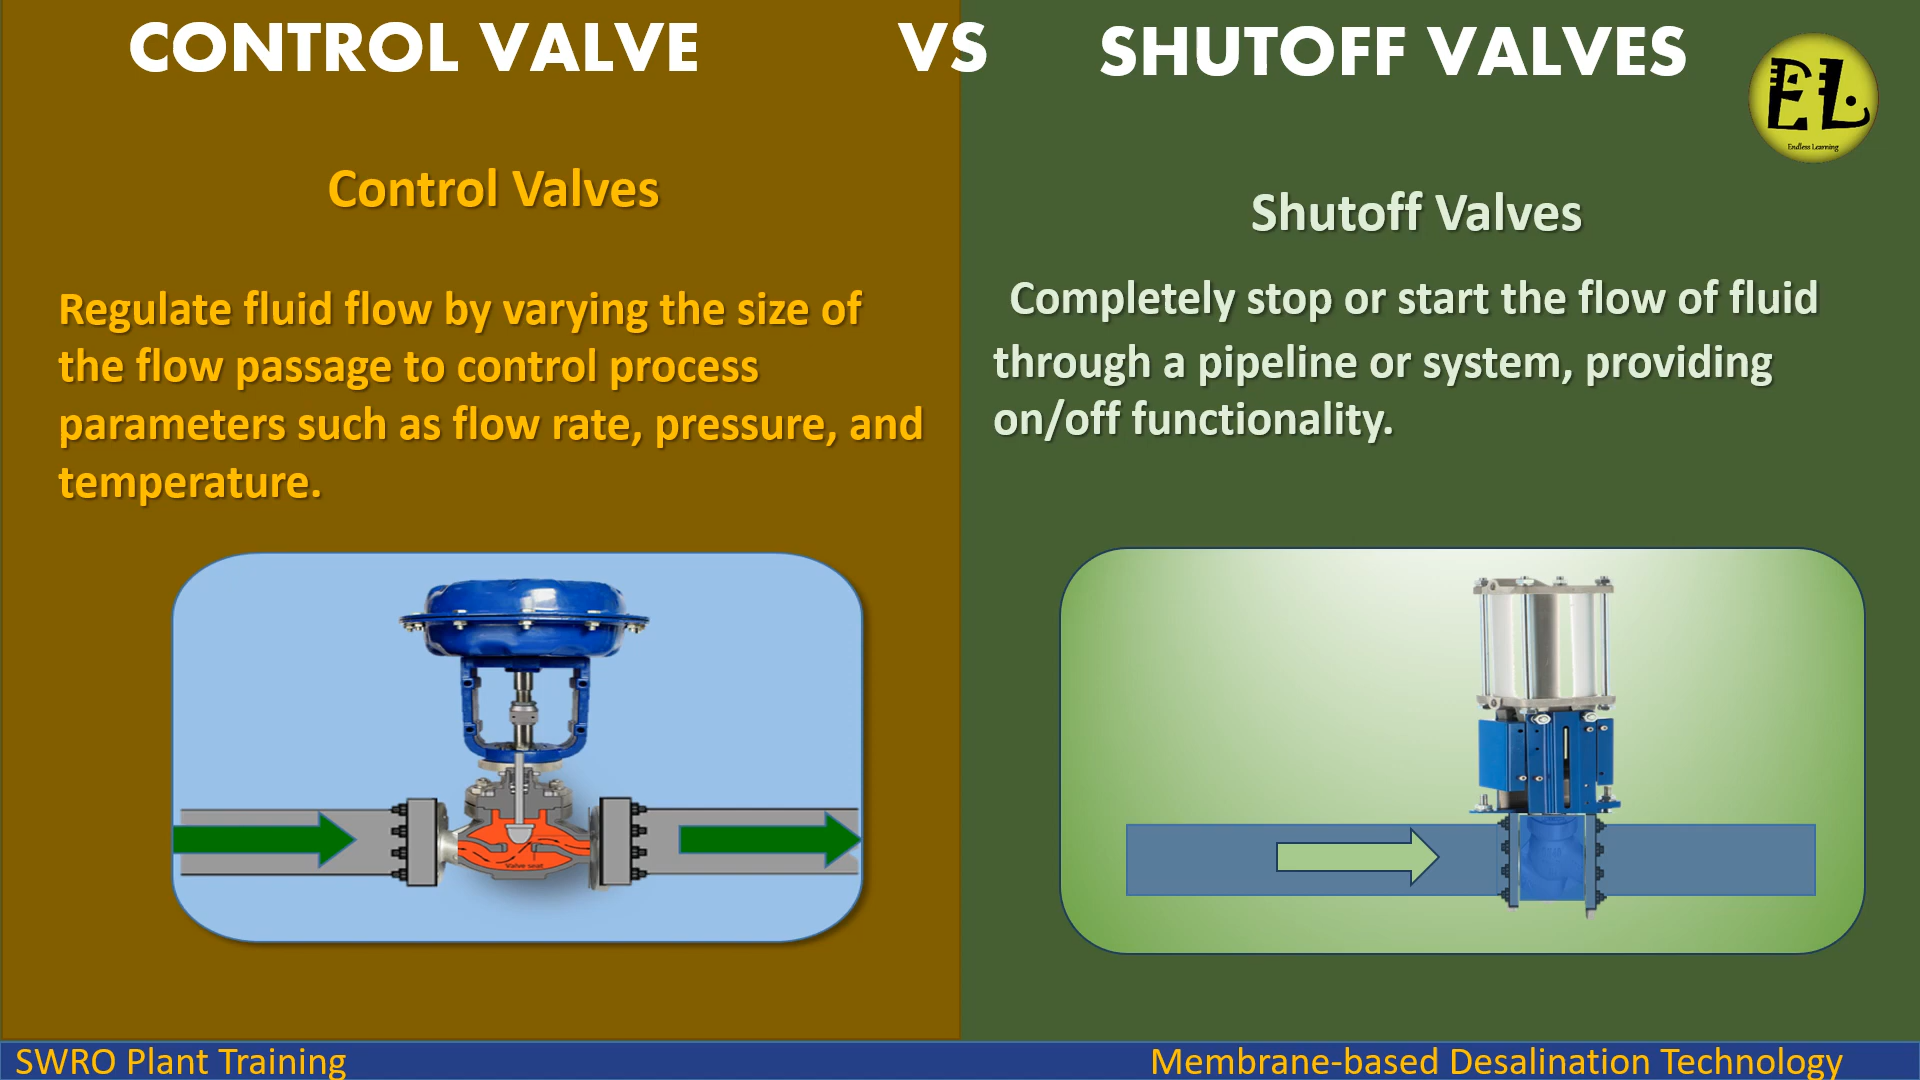 CONTROL VALVE VS SHUTOFF VALVES
EL
Endless Learning
Control Valves
Regulate fluid flow by varying the size of
the flow passage to control process
parameters such as flow rate, pressure, and
temperature.
Valve seat
Shutoff Valves
Completely stop or start the flow of fluid
through a pipeline or system, providing
on/off functionality.
SWRO Plant Training
Membrane-based Desalination Technology